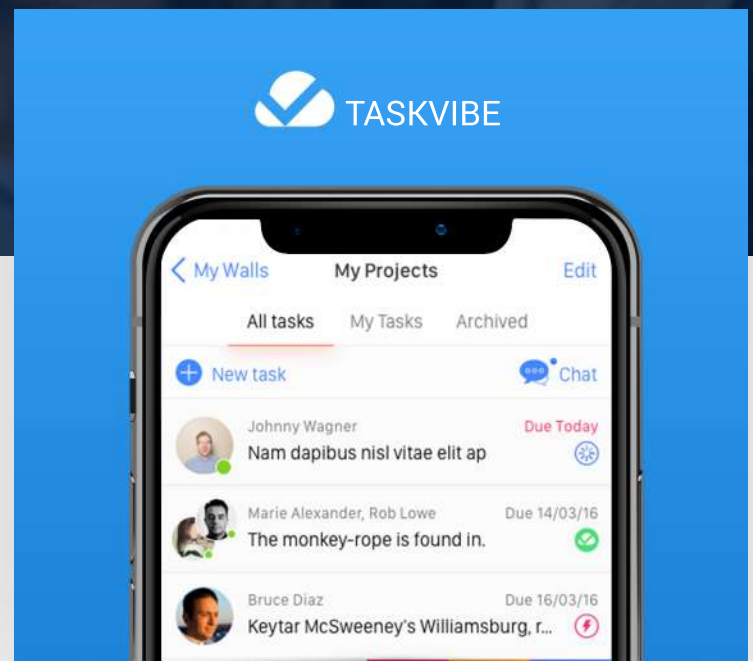 TASKVIBE
My Walls My Projects Edit
All tasks My Tasks Archived
New task Chat
Johnny Wagner Due Today
Nam dapibus nisl vitae elit ap
Marie Alexander, Rob Lowe Due 14/03/16
The monkey-rope is found in.
Bruce Diaz Due 16/03/16
Keytar McSweeney's Williamsburg, r...